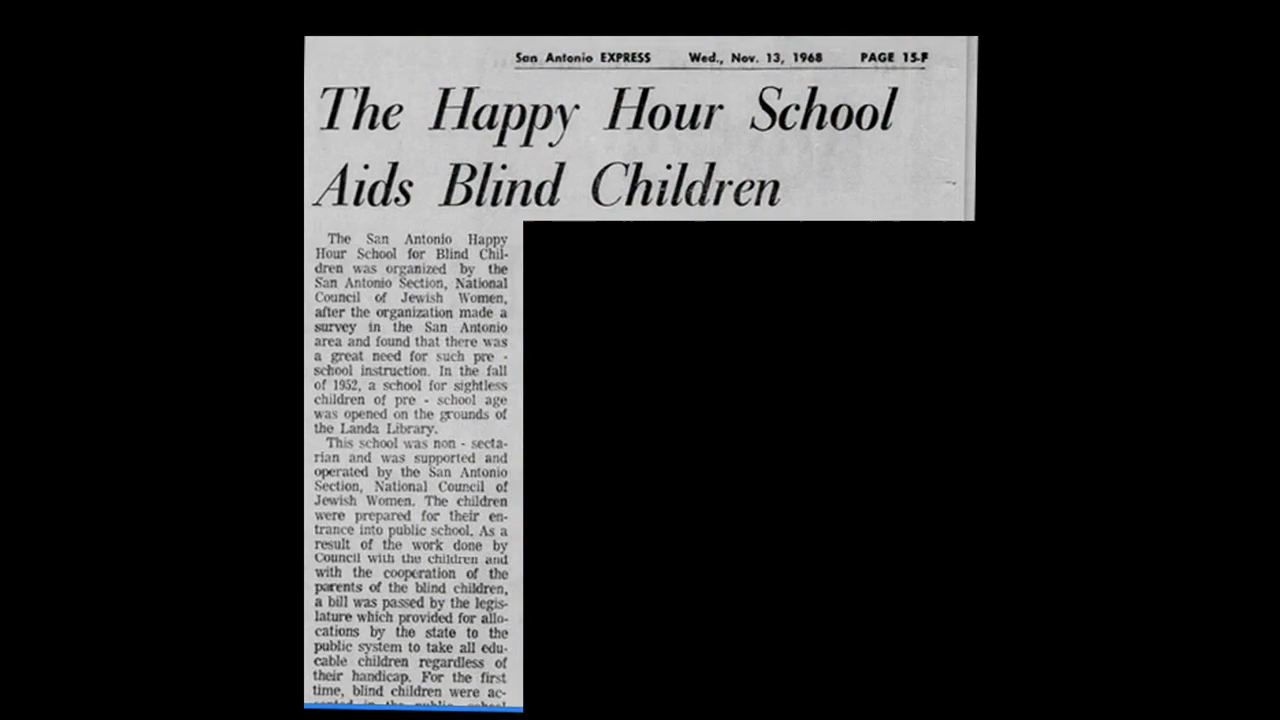 San Antonio EXPRESS Wed., Nov. 13, 1968 PAGE 15-F
The Happy Hour School
Aids Blind Children
The San Antonio Happy
Hour School for Blind Chil-
dren was organized by the
San Antonio Section, National
Council of Jewish Women,
after the organization made a
survey in the San Antonio
area and found that there was
a great need for such pre -
school instruction. In the fall
of 1952, a school for sightless
children of pre - school age
was opened on the grounds of
the Landa Library.
This school was non - secta-
rian and was supported and
operated by the San Antonio
Section, National Council of
Jewish Women. The children
were prepared for their en-
trance into public school. As a
result of the work done by
Council with the children and
with the cooperation of the
parents of the blind children,
a bill was passed by the legis-
lature which provided for allo-
cations by the state to the
public system to take all edu-
cable children regardless of
their handicap. For the first
time, blind children were ac-